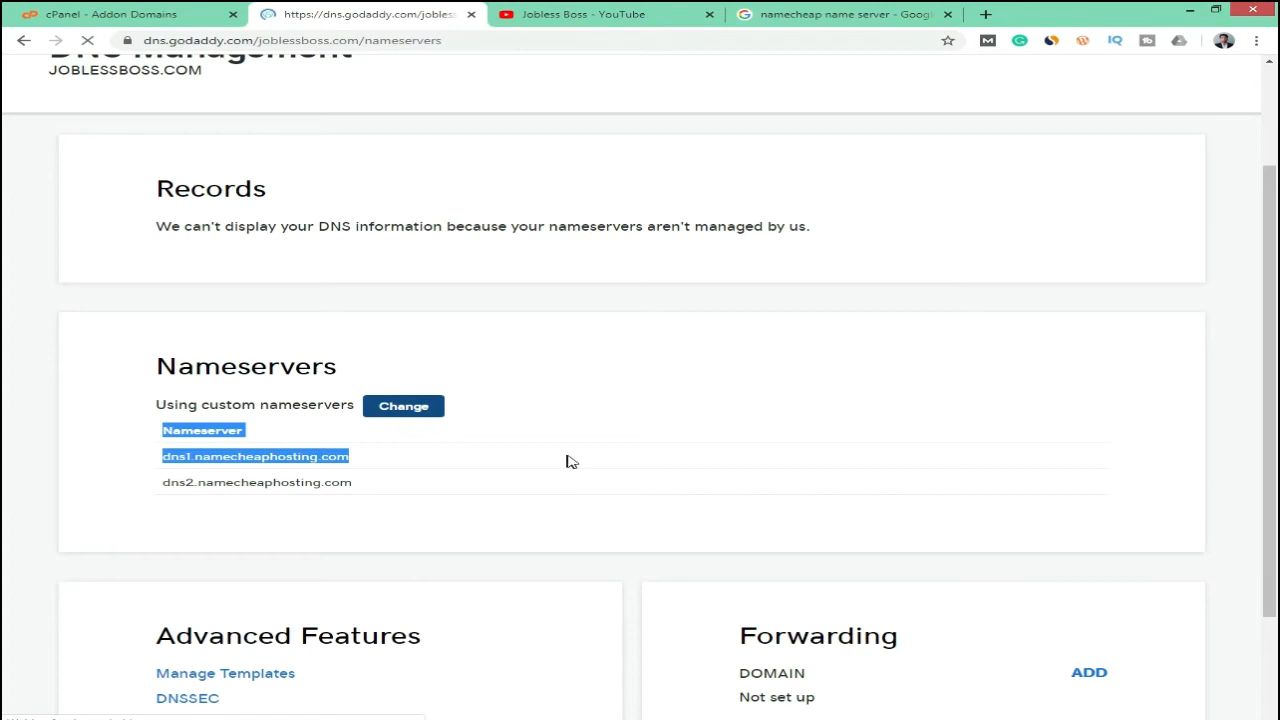 cPanel - Addon Domains
https://dns.godaddy.com/jobless
Jobless Boss - YouTube
namecheap name server - Googl
dns.godaddy.com/joblessboss.com/nameservers
DNS Management
JOBLESSBOSS.COM
Records
We can't display your DNS information because your nameservers aren't managed by us.
Nameservers
Using custom nameservers
Change
Nameserver
dns1.namecheaphosting.com
dns2.namecheaphosting.com
Advanced Features
Manage Templates
DNSSEC
Forwarding
DOMAIN
ADD
Not set up